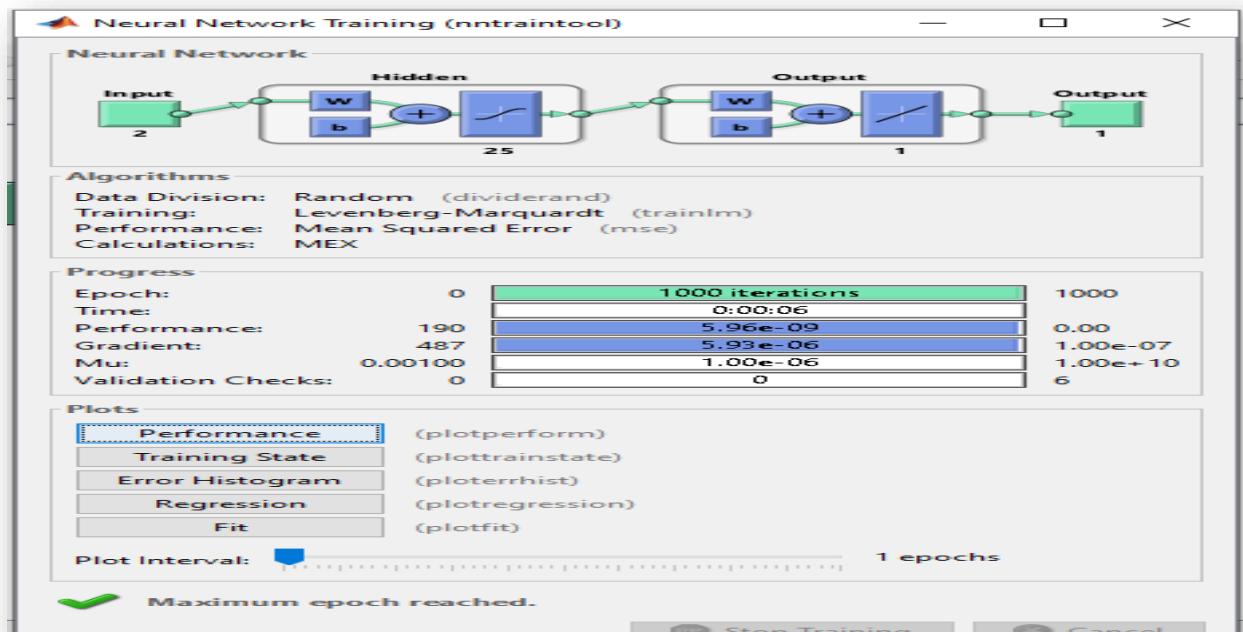 Neural Network Training (nntraintool)
Neural Network
Hidden Output
Input Output
W W
b b
2 25 1 1
Algorithms
Data Division: Random (dividerand)
Training: Levenberg-Marquardt (trainlm)
Performance: Mean Squared Error (mse)
Calculations: MEX
Progress
Epoch: 0 1000 iterations 1000
Time: 0:00:06
Performance: 190 5.96e-09 0.00
Gradient: 487 5.93e-06 1.00e-07
Mu: 0.00100 1.00e-06 1.00e+10
Validation Checks: 0 0 6
Plots
Performance (plotperform)
Training State (plottrainstate)
Error Histogram (ploterrhist)
Regression (plotregression)
Fit (plotfit)
Plot Interval: 1 epochs
Maximum epoch reached.
Stop Training Cancel